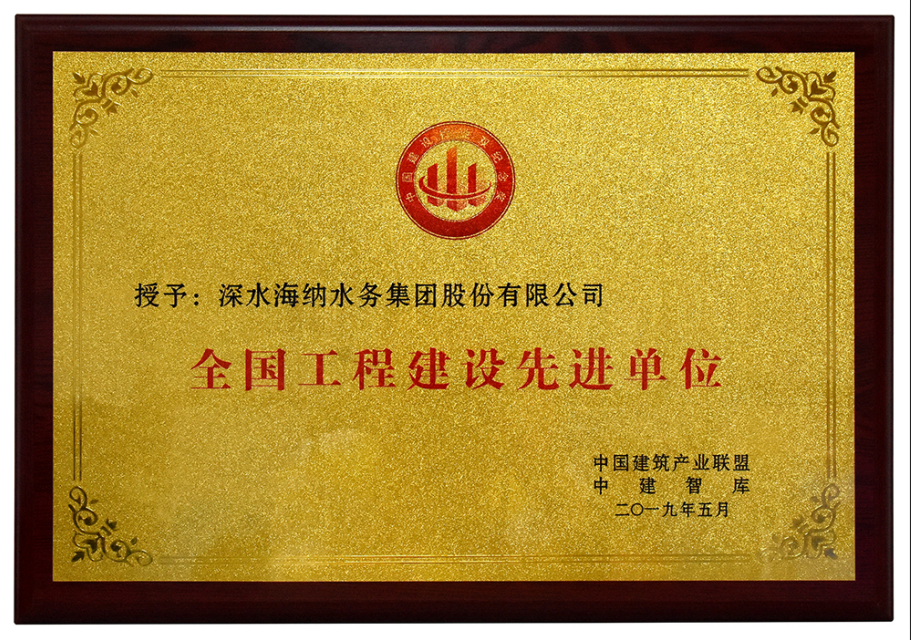 授予：深水海纳水务集团股份有限公司
全国工程建设先进单位
中国建筑产业联盟
中建智库
二〇一九年五月